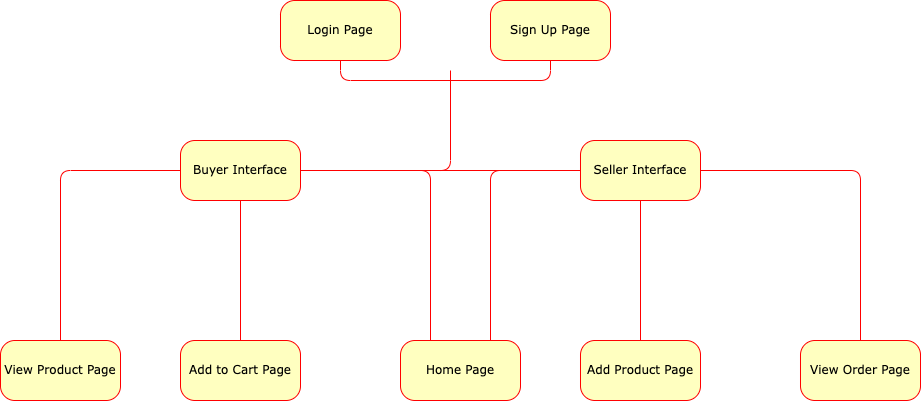 Login Page
Sign Up Page
Buyer Interface
Seller Interface
View Product Page
Add to Cart Page
Home Page
Add Product Page
View Order Page